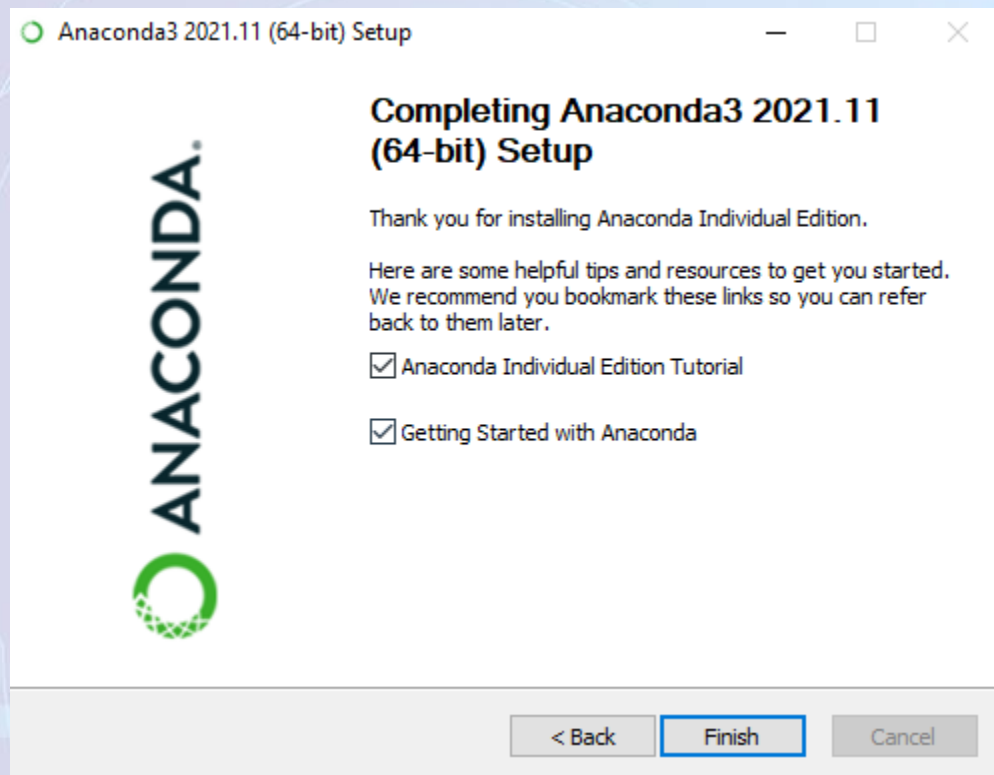 Anaconda3 2021.11 (64-bit) Setup
ANACONDA.
Completing Anaconda3 2021.11
(64-bit) Setup
Thank you for installing Anaconda Individual Edition.
Here are some helpful tips and resources to get you started.
We recommend you bookmark these links so you can refer
back to them later.
Anaconda Individual Edition Tutorial
Getting Started with Anaconda
< Back
Finish
Cancel